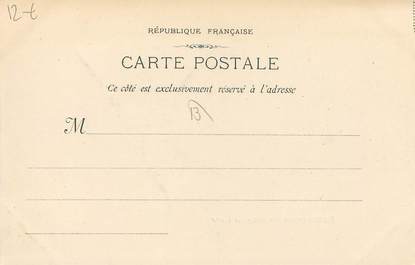 12-€
RÉPUBLIQUE FRANÇAISE
CARTE POSTALE
Ce côté est exclusivement réservé à l'adresse
13
M